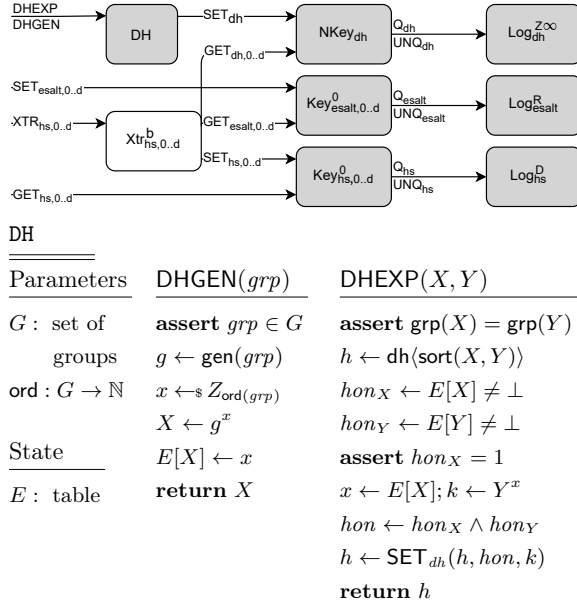 DHEXP
DHGEN
DH
SET_dh
GET_dh,0..d
NKey_dh
Q_dh
UNQ_dh
Log_dh^Z∞
SET_esalt,0..d
XTR_hs,0..d
Xtr^b_hs,0..d
GET_esalt,0..d
Key^0_esalt,0..d
Q_esalt
UNQ_esalt
Log^R_esalt
SET_hs,0..d
GET_hs,0..d
Key^0_hs,0..d
Q_hs
UNQ_hs
Log^D_hs
DH
Parameters
G : set of
groups
ord : G → ℕ
State
E : table
DHGEN(grp)
assert grp ∈ G
g ← gen(grp)
x ←$ Z_ord(grp)
X ← g^x
E[X] ← x
return X
DHEXP(X, Y)
assert grp(X) = grp(Y)
h ← dh⟨sort(X, Y)⟩
hon_X ← E[X] ≠ ⊥
hon_Y ← E[Y] ≠ ⊥
assert hon_X = 1
x ← E[X]; k ← Y^x
hon ← hon_X ∧ hon_Y
h ← SET_dh(h, hon, k)
return h